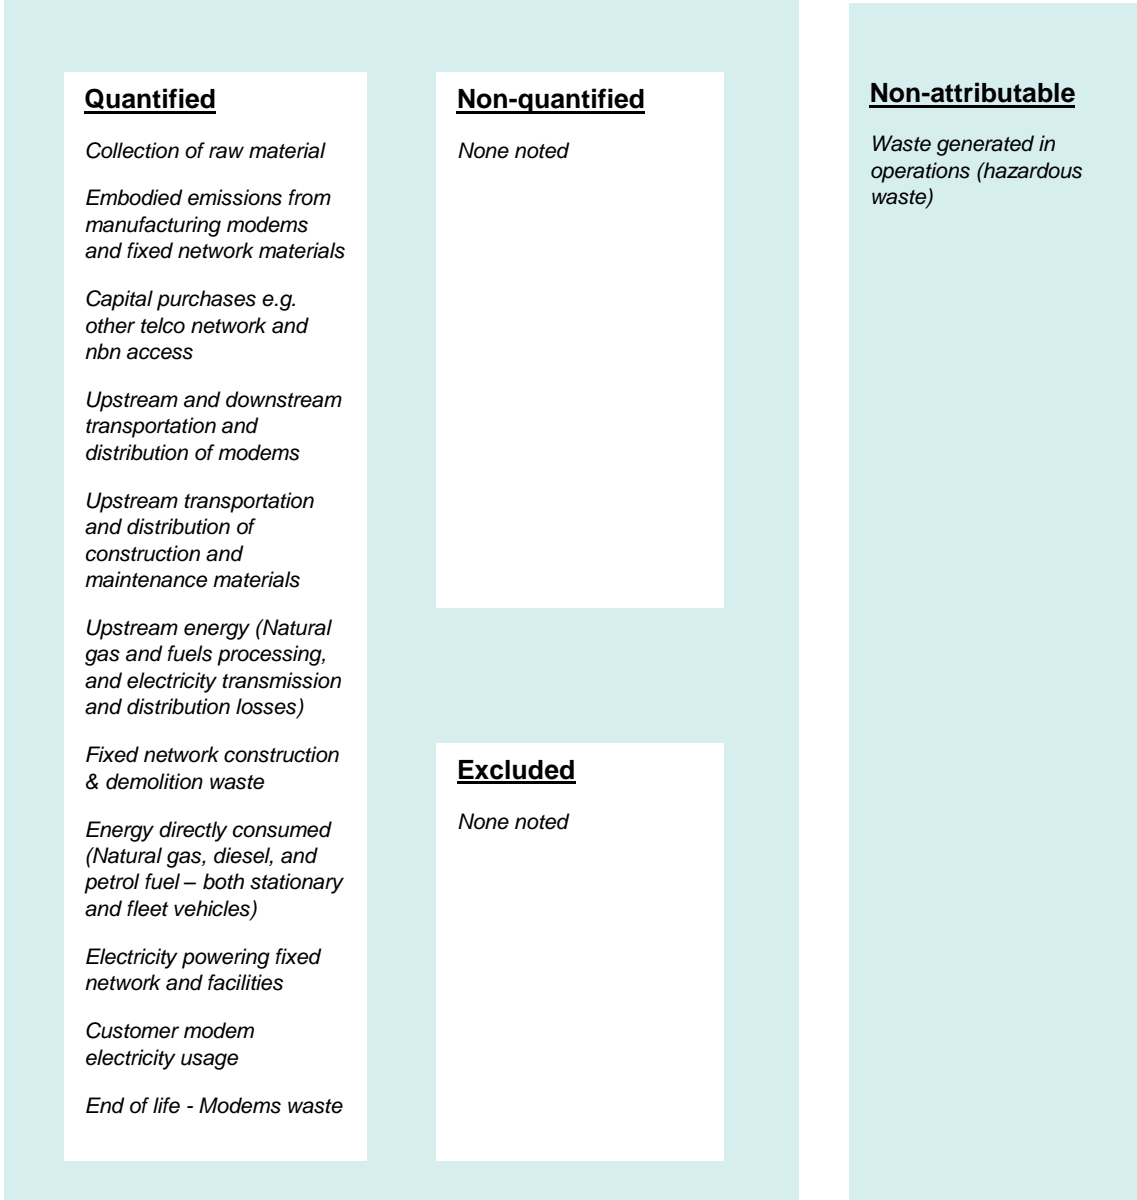 Quantified
Collection of raw material
Embodied emissions from
manufacturing modems
and fixed network materials
Capital purchases e.g.
other telco network and
nbn access
Upstream and downstream
transportation and
distribution of modems
Upstream transportation
and distribution of
construction and
maintenance materials
Upstream energy (Natural
gas and fuels processing,
and electricity transmission
and distribution losses)
Fixed network construction
& demolition waste
Energy directly consumed
(Natural gas, diesel, and
petrol fuel – both stationary
and fleet vehicles)
Electricity powering fixed
network and facilities
Customer modem
electricity usage
End of life - Modems waste
Non-quantified
None noted
Excluded
None noted
Non-attributable
Waste generated in
operations (hazardous
waste)